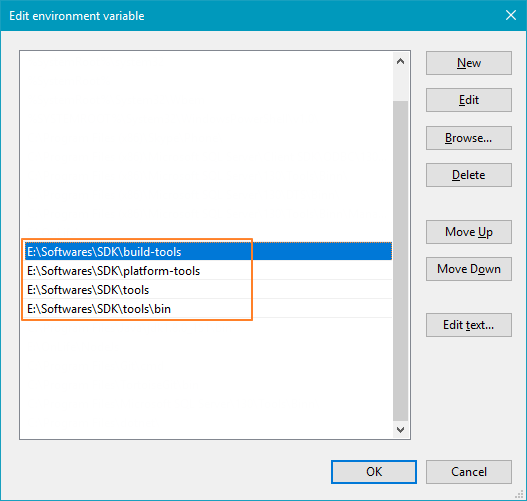 Edit environment variable
New
Edit
Browse...
Delete
E:\Softwares\SDK\build-tools
E:\Softwares\SDK\platform-tools
E:\Softwares\SDK\tools
E:\Softwares\SDK\tools\bin
Move Up
Move Down
Edit text...
OK
Cancel